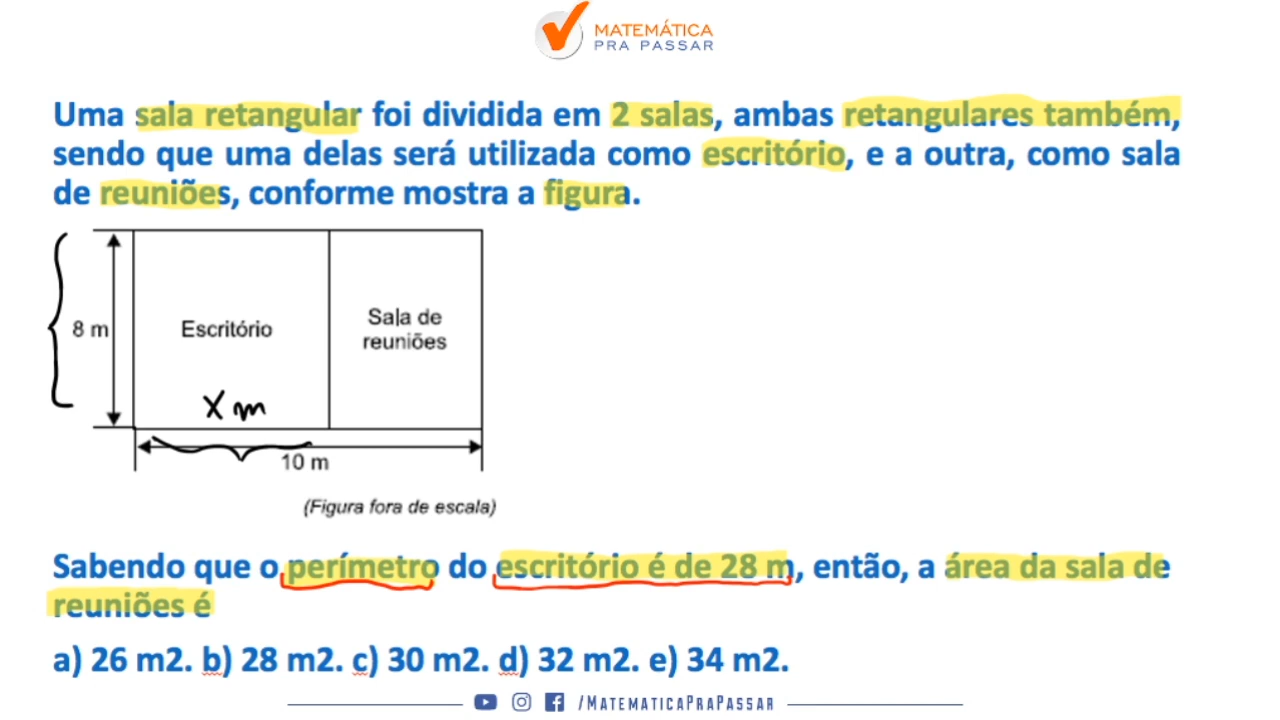 MATEMÁTICA
PRA PASSAR
Uma sala retangular foi dividida em 2 salas, ambas retangulares também,
sendo que uma delas será utilizada como escritório, e a outra, como sala
de reuniões, conforme mostra a figura.
8 m
Escritório
Sala de
reuniões
X m
10 m
(Figura fora de escala)
Sabendo que o perímetro do escritório é de 28 m, então, a área da sala de
reuniões é
a) 26 m2. b) 28 m2. c) 30 m2. d) 32 m2. e) 34 m2.
/MATEMATICAPRAPASSAR